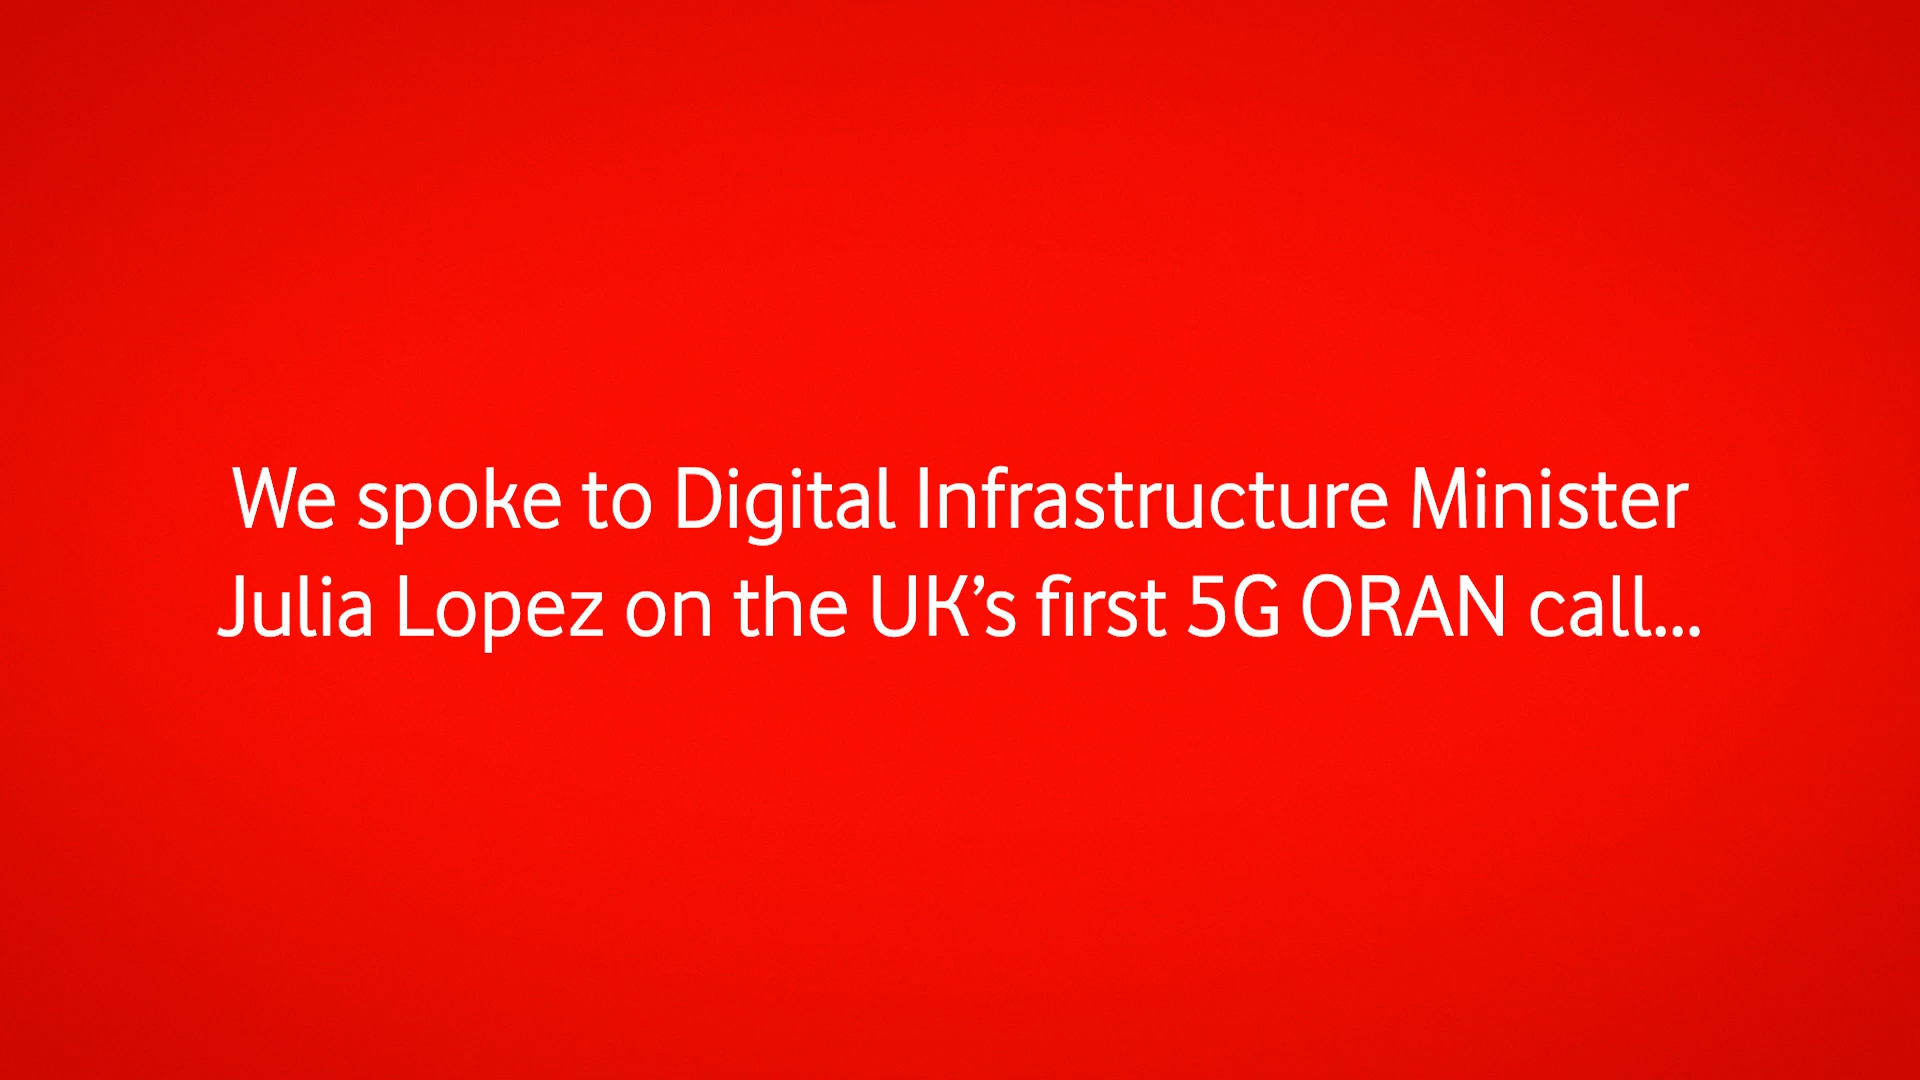 We spoke to Digital Infrastructure Minister
Julia Lopez on the UK’s first 5G ORAN call...